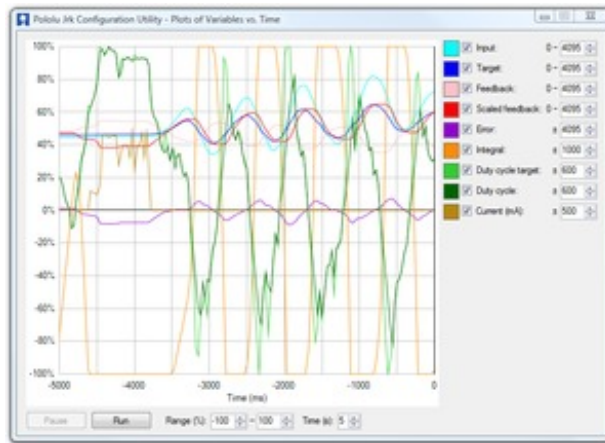 Pololu Jrk Configuration Utility - Plots of Variables vs. Time
100%
80%
60%
40%
20%
0%
-20%
-40%
-60%
-80%
-100%
-5000 -4000 -3000 -2000 -1000 0
Time (ms)
Input: 0 - 4095
Target: 0 - 4095
Feedback: 0 - 4095
Scaled feedback: 0 - 4095
Error: ± 4095
Integral: ± 1000
Duty cycle target: ± 600
Duty cycle: ± 600
Current (mA): ± 500
Pause Run Range (%): -100 - 100 Time (s): 5